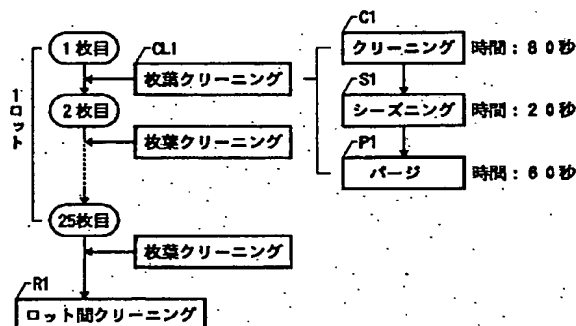 C1
1枚目
CL1
クリーニング
時間：80秒
枚葉クリーニング
S1
1ロット
2枚目
シーズニング
時間：20秒
枚葉クリーニング
P1
パージ
時間：60秒
25枚目
枚葉クリーニング
R1
ロット間クリーニング